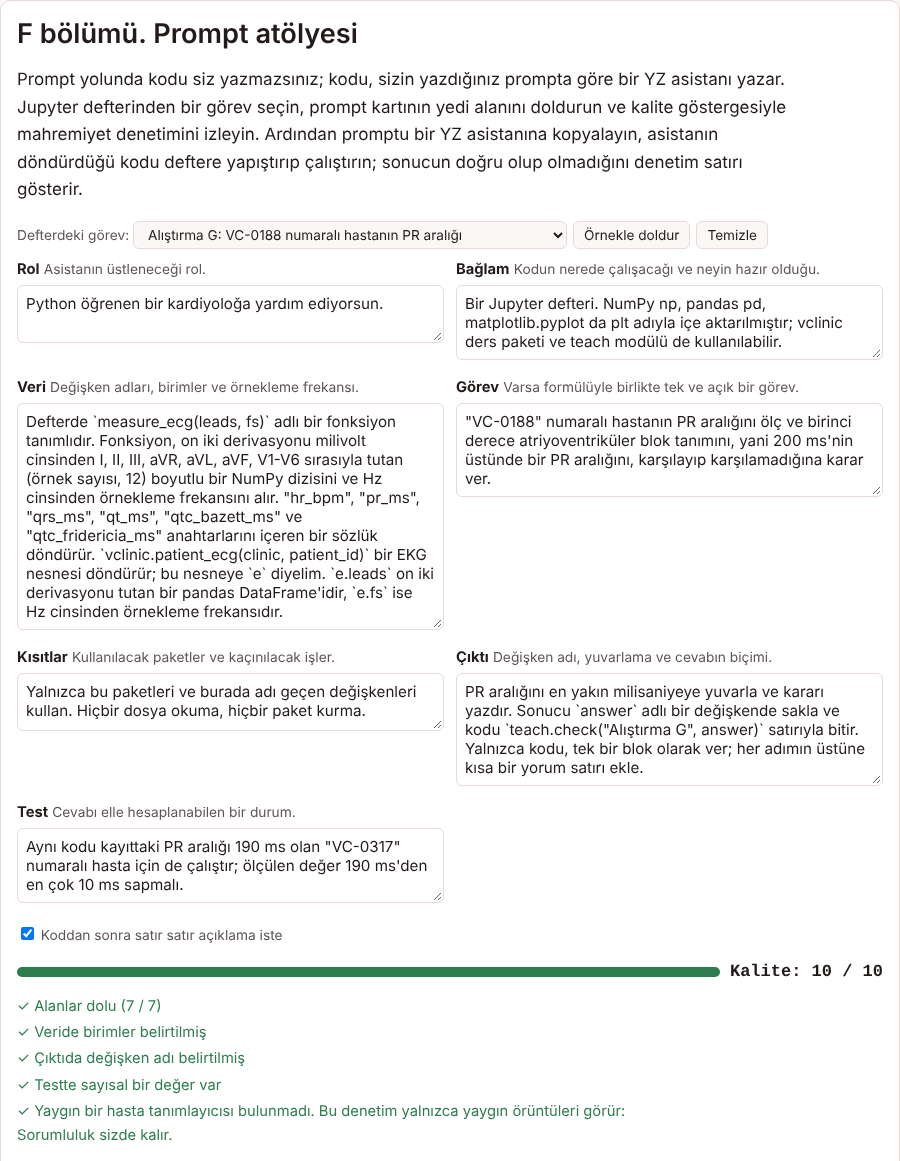 F bölümü. Prompt atölyesi
Prompt yolunda kodu siz yazmazsınız; kodu, sizin yazdığınız prompta göre bir YZ asistanı yazar.
Jupyter defterinden bir görev seçin, prompt kartının yedi alanını doldurun ve kalite göstergesiyle
mahremiyet denetimini izleyin. Ardından promptu bir YZ asistanına kopyalayın, asistanın
döndürdüğü kodu deftere yapıştırıp çalıştırın; sonucun doğru olup olmadığını denetim satırı
gösterir.
Defterdeki görev: Alıştırma G: VC-0188 numaralı hastanın PR aralığı Örnekle doldur Temizle
Rol Asistanın üstleneceği rol.
Python öğrenen bir kardiyoloğa yardım ediyorsun.
Bağlam Kodun nerede çalışacağı ve neyin hazır olduğu.
Bir Jupyter defteri. NumPy np, pandas pd,
matplotlib.pyplot da plt adıyla içe aktarılmıştır; vclinic
ders paketi ve teach modülü de kullanılabilir.
Veri Değişken adları, birimler ve örnekleme frekansı.
Defterde `measure_ecg(leads, fs)` adlı bir fonksiyon
tanımlıdır. Fonksiyon, on iki derivasyonu milivolt
cinsinden I, II, III, aVR, aVL, aVF, V1-V6 sırasıyla tutan
(örnek sayısı, 12) boyutlu bir NumPy dizisini ve Hz
cinsinden örnekleme frekansını alır. "hr_bpm", "pr_ms",
"qrs_ms", "qt_ms", "qtc_bazett_ms" ve
"qtc_fridericia_ms" anahtarlarını içeren bir sözlük
döndürür. `vclinic.patient_ecg(clinic, patient_id)` bir EKG
nesnesi döndürür; bu nesneye `e` diyelim. `e.leads` on iki
derivasyonu tutan bir pandas DataFrame'idir, `e.fs` ise
Hz cinsinden örnekleme frekansıdır.
Görev Varsa formülüyle birlikte tek ve açık bir görev.
"VC-0188" numaralı hastanın PR aralığını ölç ve birinci
derece atriyoventriküler blok tanımını, yani 200 ms'nin
üstünde bir PR aralığını, karşılayıp karşılamadığına karar
ver.
Kısıtlar Kullanılacak paketler ve kaçınılacak işler.
Yalnızca bu paketleri ve burada adı geçen değişkenleri
kullan. Hiçbir dosya okuma, hiçbir paket kurma.
Çıktı Değişken adı, yuvarlama ve cevabın biçimi.
PR aralığını en yakın milisaniyeye yuvarla ve kararı
yazdır. Sonucu `answer` adlı bir değişkende sakla ve
kodu `teach.check("Alıştırma G", answer)` satırıyla bitir.
Yalnızca kodu, tek bir blok olarak ver; her adımın üstüne
kısa bir yorum satırı ekle.
Test Cevabı elle hesaplanabilen bir durum.
Aynı kodu kayıttaki PR aralığı 190 ms olan "VC-0317"
numaralı hasta için de çalıştır; ölçülen değer 190 ms'den
en çok 10 ms sapmalı.
Koddan sonra satır satır açıklama iste
Kalite: 10 / 10
✓ Alanlar dolu (7 / 7)
✓ Veride birimler belirtilmiş
✓ Çıktıda değişken adı belirtilmiş
✓ Testte sayısal bir değer var
✓ Yaygın bir hasta tanımlayıcısı bulunmadı. Bu denetim yalnızca yaygın örüntüleri görür:
Sorumluluk sizde kalır.